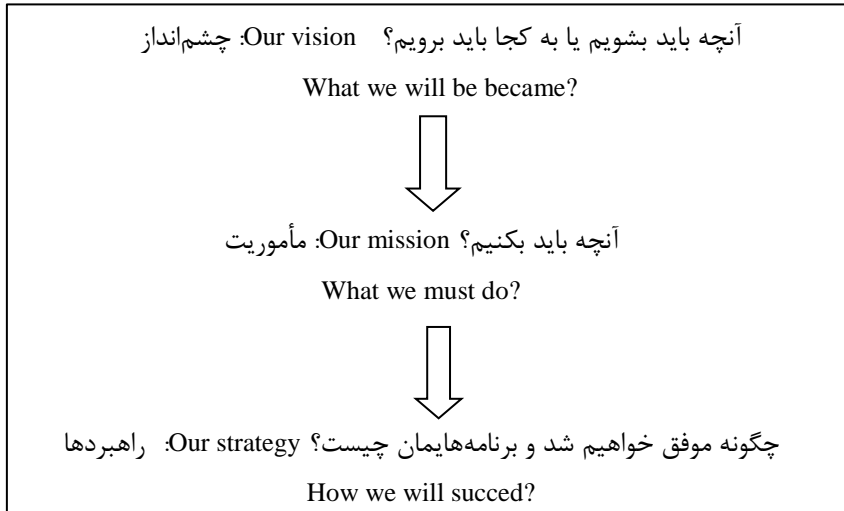 آنچه باید بشویم یا به کجا باید برویم؟ Our vision: چشم‌انداز
What we will be became?
آنچه باید بکنیم؟ Our mission: مأموریت
What we must do?
چگونه موفق خواهیم شد و برنامه‌هایمان چیست؟ Our strategy: راهبردها
How we will succed?